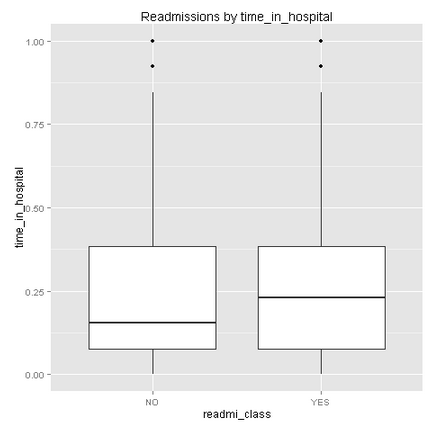 Readmissions by time_in_hospital
1.00
0.75
0.50
0.25
0.00
time_in_hospital
NO YES
readmi_class